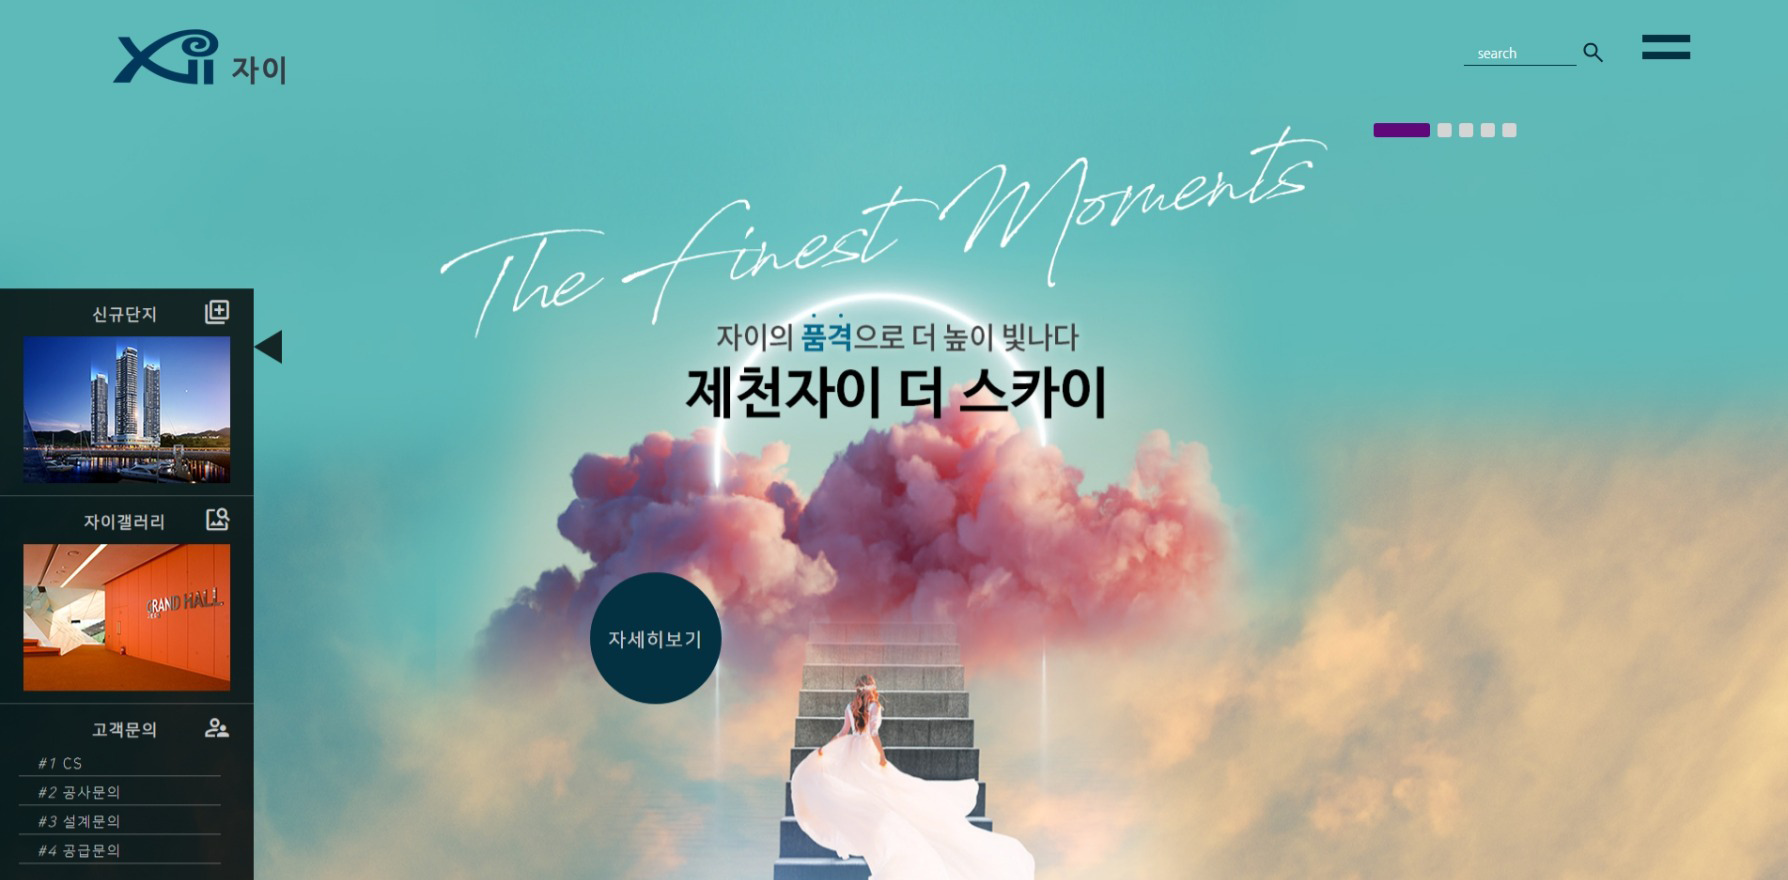 Xi 자이
search
The Finest Moments
자이의 품격으로 더 높이 빛나다
제천자이 더 스카이
자세히보기
신규단지
자이갤러리
GRAND HALL
고객문의
#1 CS
#2 공사문의
#3 설계문의
#4 공급문의